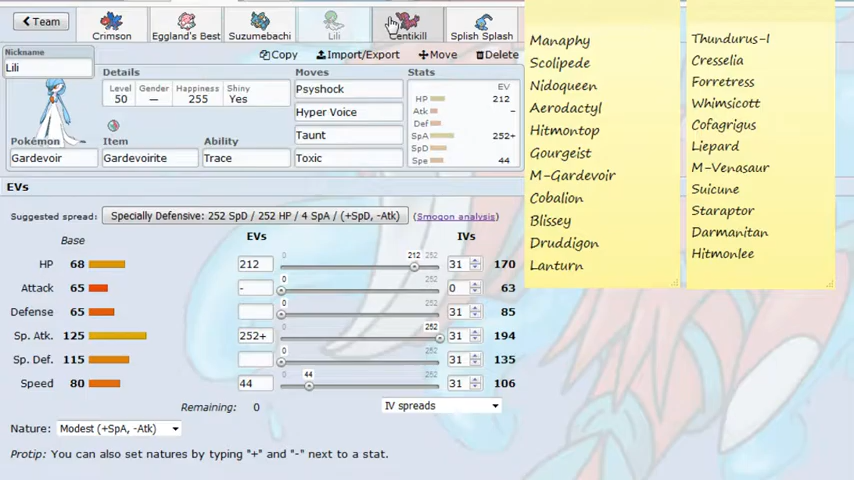 Team
Crimson
Eggland's Best
Suzumebachi
Lili
Centikill
Splish Splash
Copy
Import/Export
Move
Delete
Nickname
Lili
Details
Level Gender Happiness Shiny
50 — 255 Yes
Moves
Psyshock
Hyper Voice
Taunt
Toxic
Stats
EV
HP 212
Atk -
Def
SpA 252+
SpD
Spe 44
Pokémon
Gardevoir
Item
Gardevoirite
Ability
Trace
EVs
Suggested spread: Specially Defensive: 252 SpD / 252 HP / 4 SpA / (+SpD, -Atk) (Smogon analysis)
Base EVs IVs
HP 68 212 212 252 31 170
Attack 65 - 0 252 0 63
Defense 65 0 252 31 85
Sp. Atk. 125 252+ 0 252 31 194
Sp. Def. 115 0 252 31 135
Speed 80 44 44 252 31 106
Remaining: 0
IV spreads
Nature: Modest (+SpA, -Atk)
Protip: You can also set natures by typing "+" and "-" next to a stat.
Manaphy
Scolipede
Nidoqueen
Aerodactyl
Hitmontop
Gourgeist
M-Gardevoir
Cobalion
Blissey
Druddigon
Lanturn
Thundurus-I
Cresselia
Forretress
Whimsicott
Cofagrigus
Liepard
M-Venasaur
Suicune
Staraptor
Darmanitan
Hitmonlee